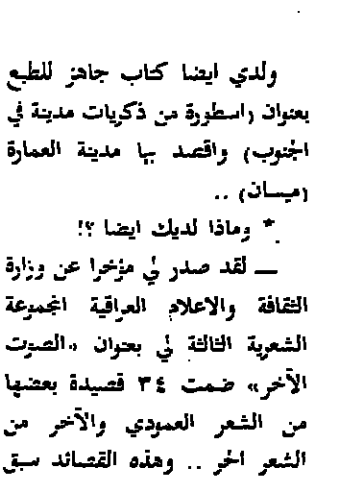 ولدي ايضا كتاب جاهز للطبع
بعنوان (اسطورة من ذكريات مدينة في
الجنوب) واقصد بها مدينة العمارة
(ميسان) ..
* وماذا لديك ايضا ؟!
ــ لقد صدر لي مؤخرا عن وزارة
الثقافة والاعلام العراقية المجموعة
الشعرية الثالثة لي بعنوان «الصوت
الآخر» ضمت ٣٤ قصيدة بعضها
من الشعر العمودي والآخر من
الشعر الحر .. وهذه القصائد سبق